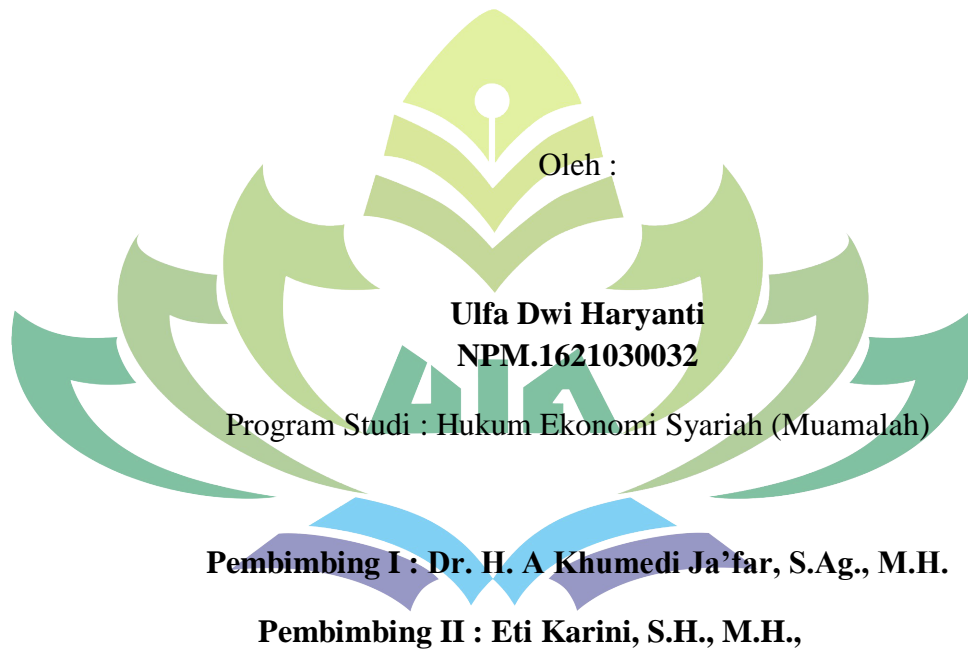 Oleh :
Ulfa Dwi Haryanti
NPM.1621030032
Program Studi : Hukum Ekonomi Syariah (Muamalah)
Pembimbing I : Dr. H. A Khumedi Ja’far, S.Ag., M.H.
Pembimbing II : Eti Karini, S.H., M.H.,